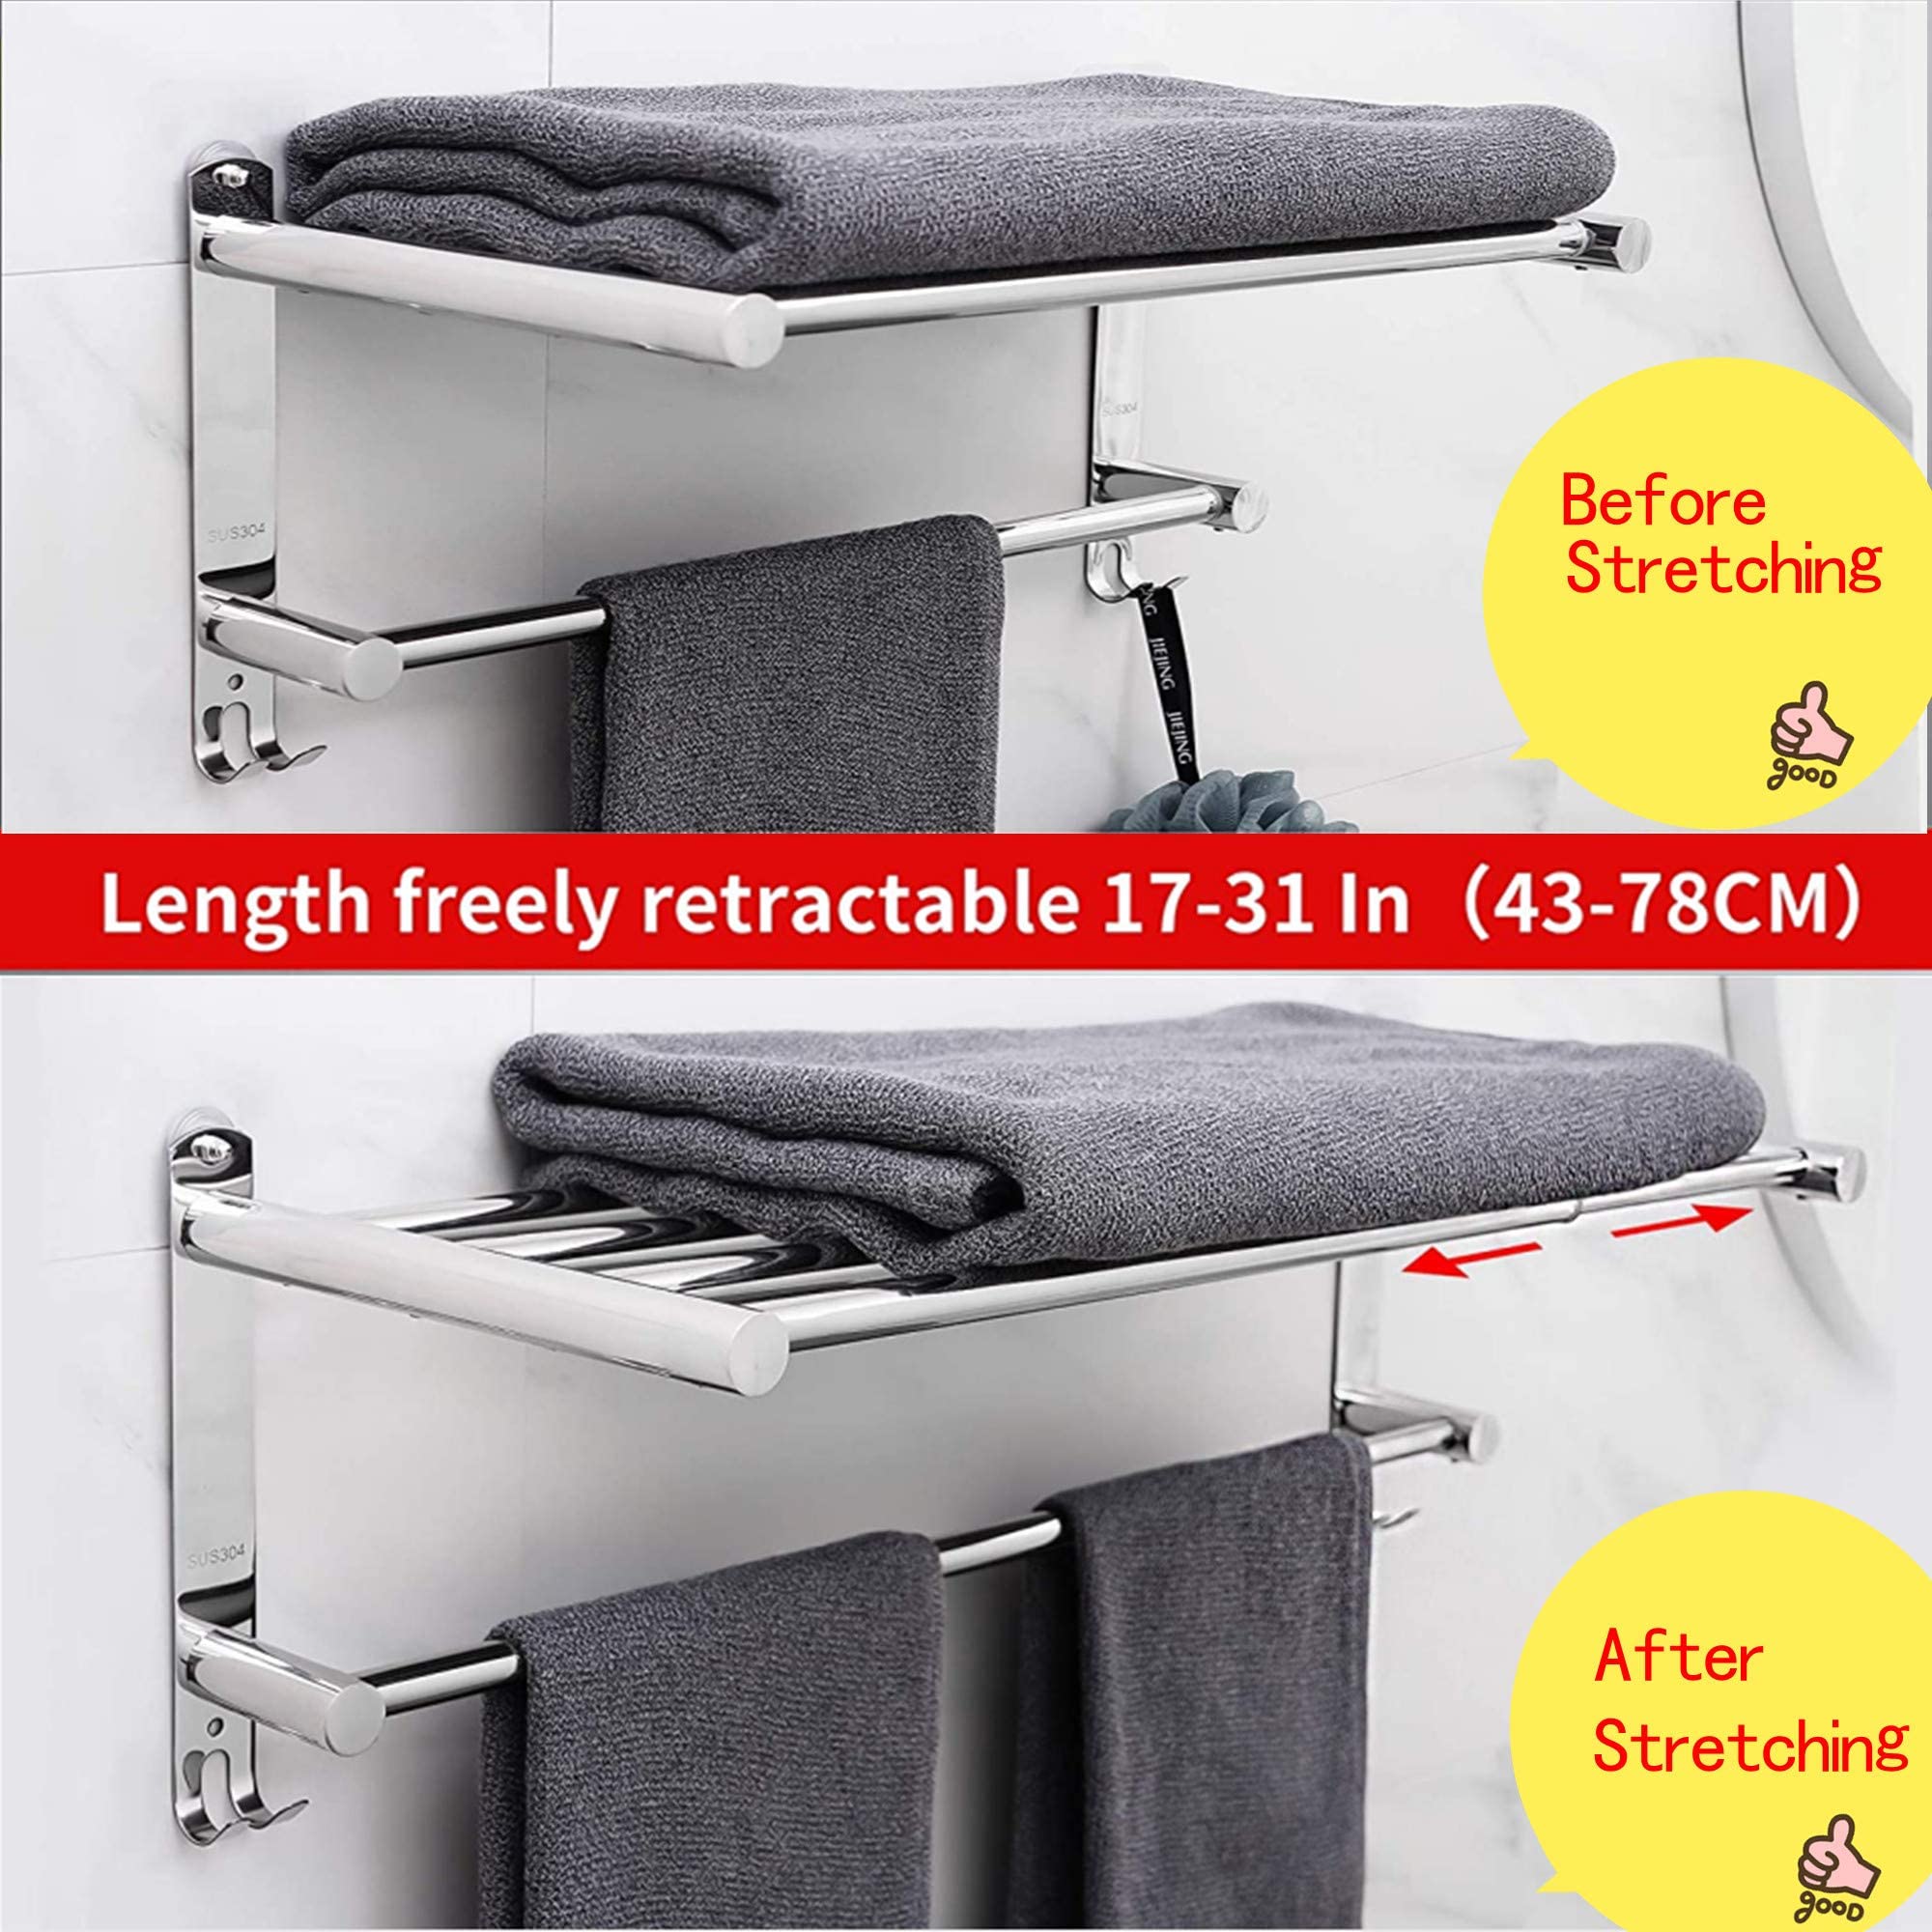 SUS304
SUS304
Before
Stretching
NG JIEJING JIEJING
good
Length freely retractable 17-31 In（43-78CM）
SUS304
After
Stretching
good